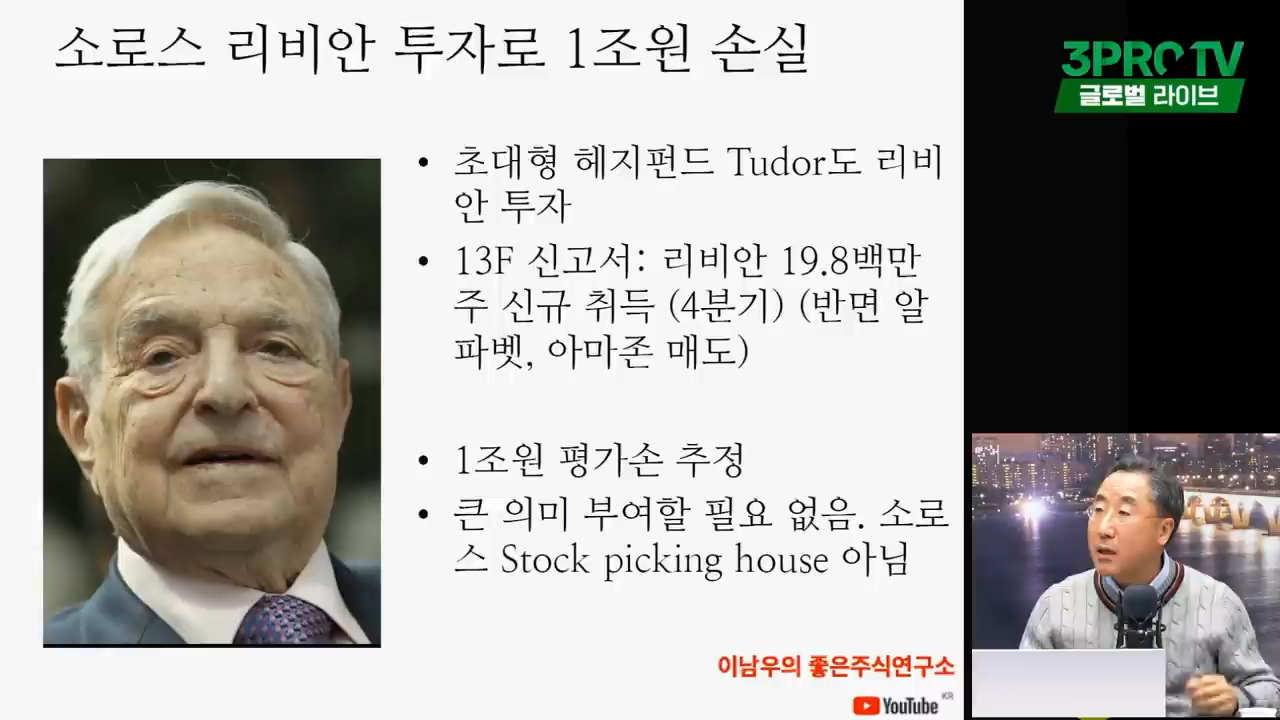 소로스 리비안 투자로 1조원 손실
3PRO TV
글로벌 라이브
• 초대형 헤지펀드 Tudor도 리비
안 투자
• 13F 신고서: 리비안 19.8백만
주 신규 취득 (4분기) (반면 알
파벳, 아마존 매도)
• 1조원 평가손 추정
• 큰 의미 부여할 필요 없음. 소로
스 Stock picking house 아님
이남우의 좋은주식연구소
YouTube KR